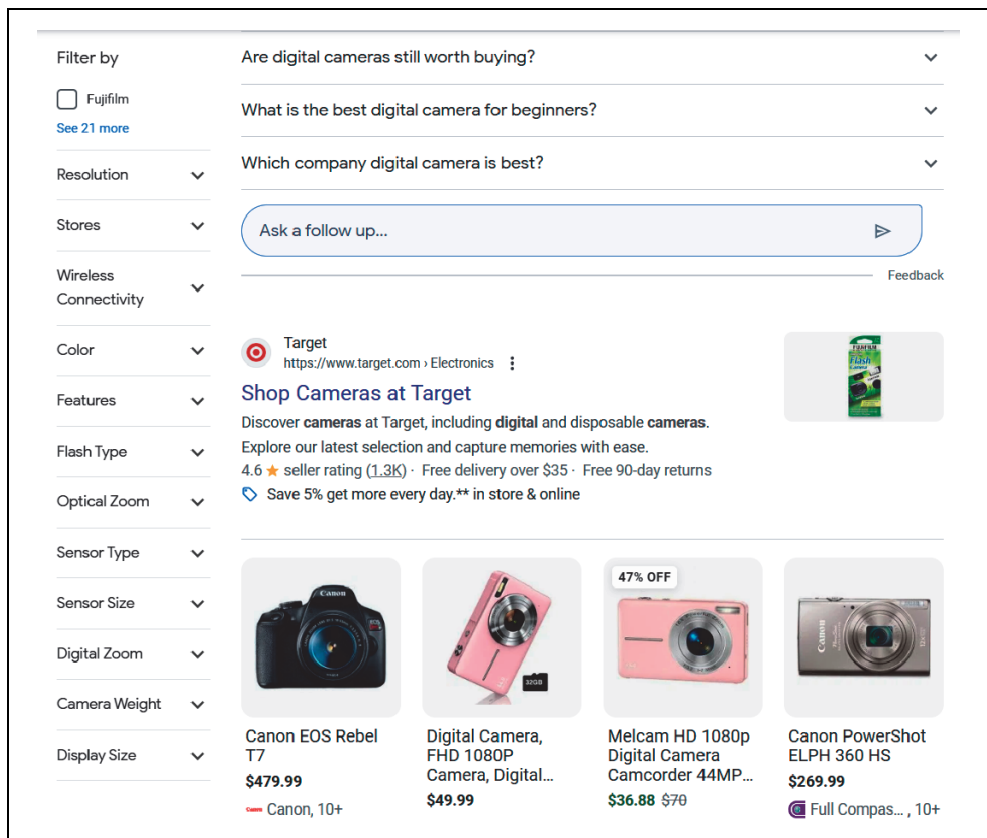 Filter by
Fujifilm
See 21 more
Resolution
Stores
Wireless
Connectivity
Color
Features
Flash Type
Optical Zoom
Sensor Type
Sensor Size
Digital Zoom
Camera Weight
Display Size
Are digital cameras still worth buying?
What is the best digital camera for beginners?
Which company digital camera is best?
Ask a follow up...
Feedback
Target
https://www.target.com › Electronics
Shop Cameras at Target
Discover cameras at Target, including digital and disposable cameras.
Explore our latest selection and capture memories with ease.
4.6 ★ seller rating (1.3K) · Free delivery over $35 · Free 90-day returns
Save 5% get more every day.** in store & online
FUJIFILM
Flash
Camera
Canon
32GB
47% OFF
Canon
Canon EOS Rebel
T7
$479.99
Canon, 10+
Digital Camera,
FHD 1080P
Camera, Digital...
$49.99
Melcam HD 1080p
Digital Camera
Camcorder 44MP...
$36.88 $70
Canon PowerShot
ELPH 360 HS
$269.99
Full Compas... , 10+